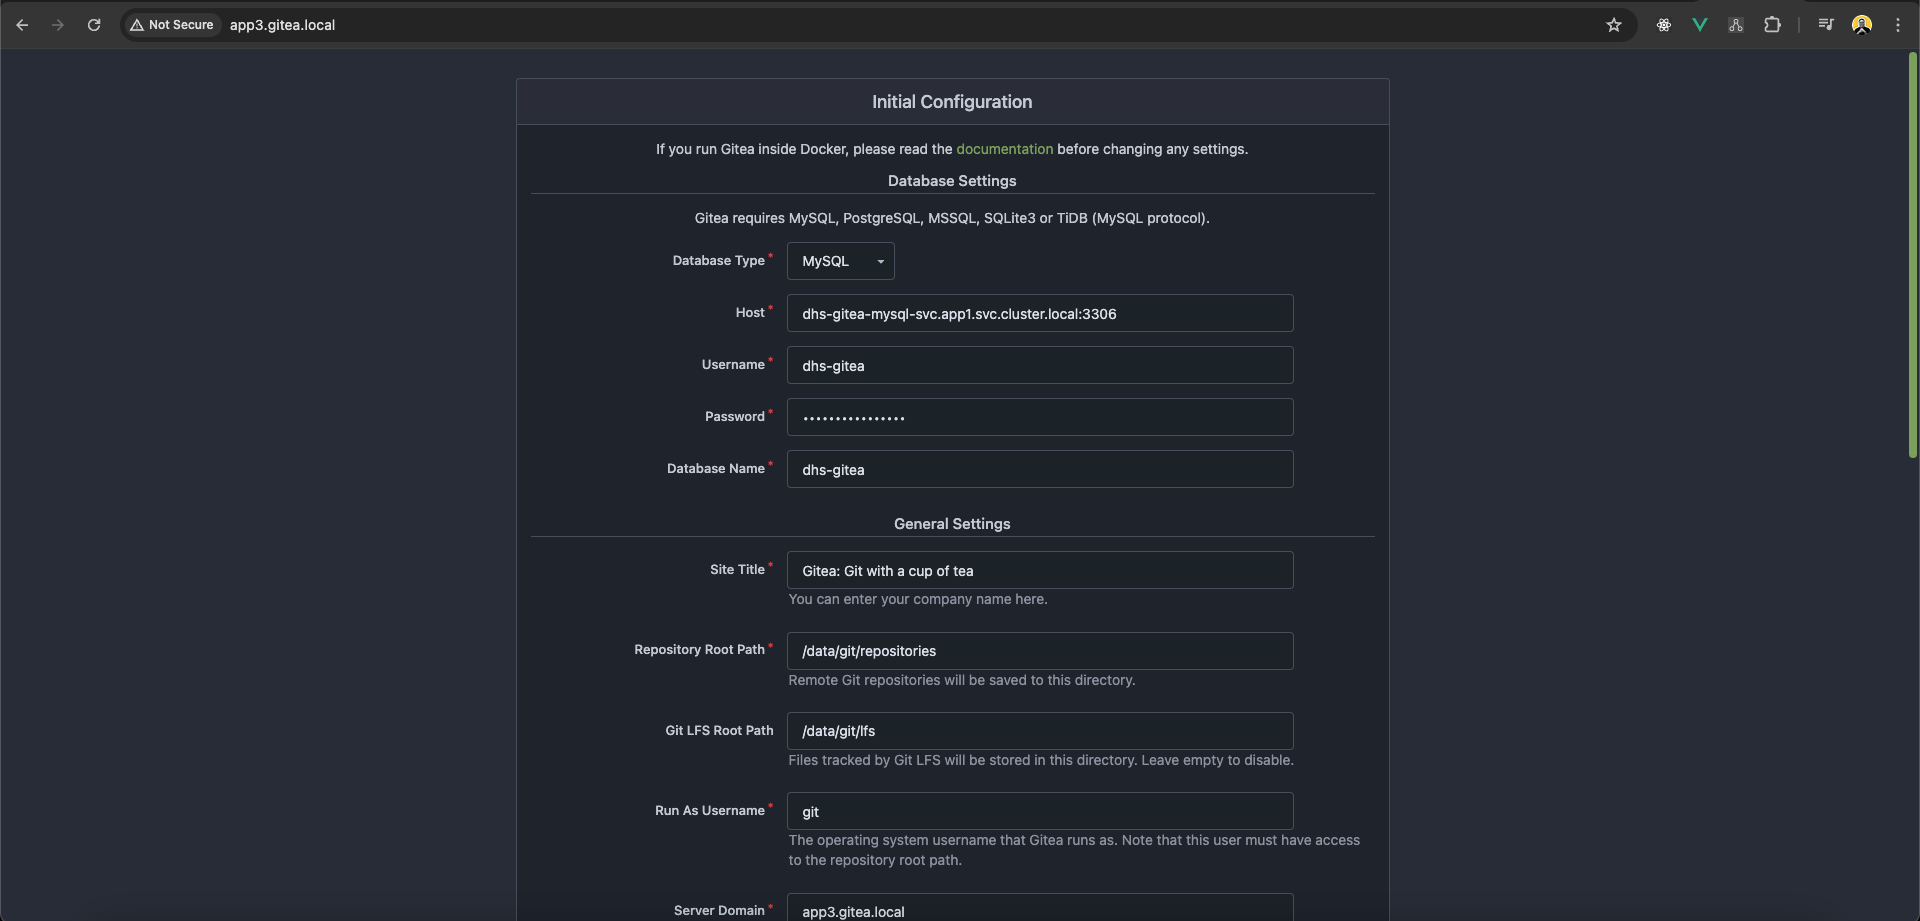 Not Secure app3.gitea.local
Initial Configuration
If you run Gitea inside Docker, please read the documentation before changing any settings.
Database Settings
Gitea requires MySQL, PostgreSQL, MSSQL, SQLite3 or TiDB (MySQL protocol).
Database Type* MySQL
Host* dhs-gitea-mysql-svc.app1.svc.cluster.local:3306
Username* dhs-gitea
Password* ••••••••••••••••
Database Name* dhs-gitea
General Settings
Site Title* Gitea: Git with a cup of tea
You can enter your company name here.
Repository Root Path* /data/git/repositories
Remote Git repositories will be saved to this directory.
Git LFS Root Path /data/git/lfs
Files tracked by Git LFS will be stored in this directory. Leave empty to disable.
Run As Username* git
The operating system username that Gitea runs as. Note that this user must have access
to the repository root path.
Server Domain* app3.gitea.local